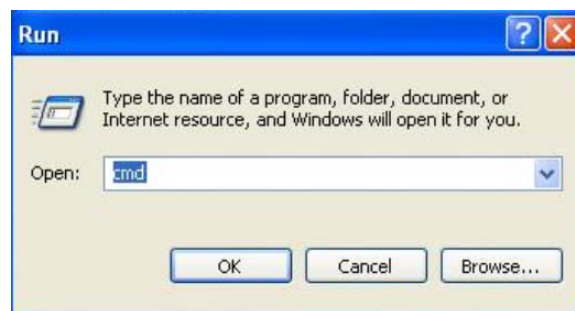 Run
Type the name of a program, folder, document, or
Internet resource, and Windows will open it for you.
Open: cmd
OK Cancel Browse...